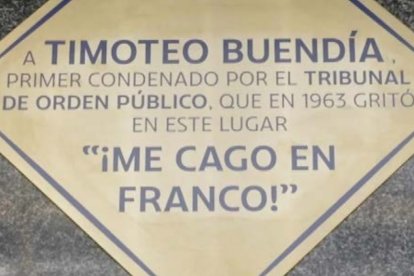 A TIMOTEO BUENDÍA,
PRIMER CONDENADO POR EL TRIBUNAL
DE ORDEN PÚBLICO, QUE EN 1963 GRITÓ
EN ESTE LUGAR
“¡ME CAGO EN
FRANCO!”